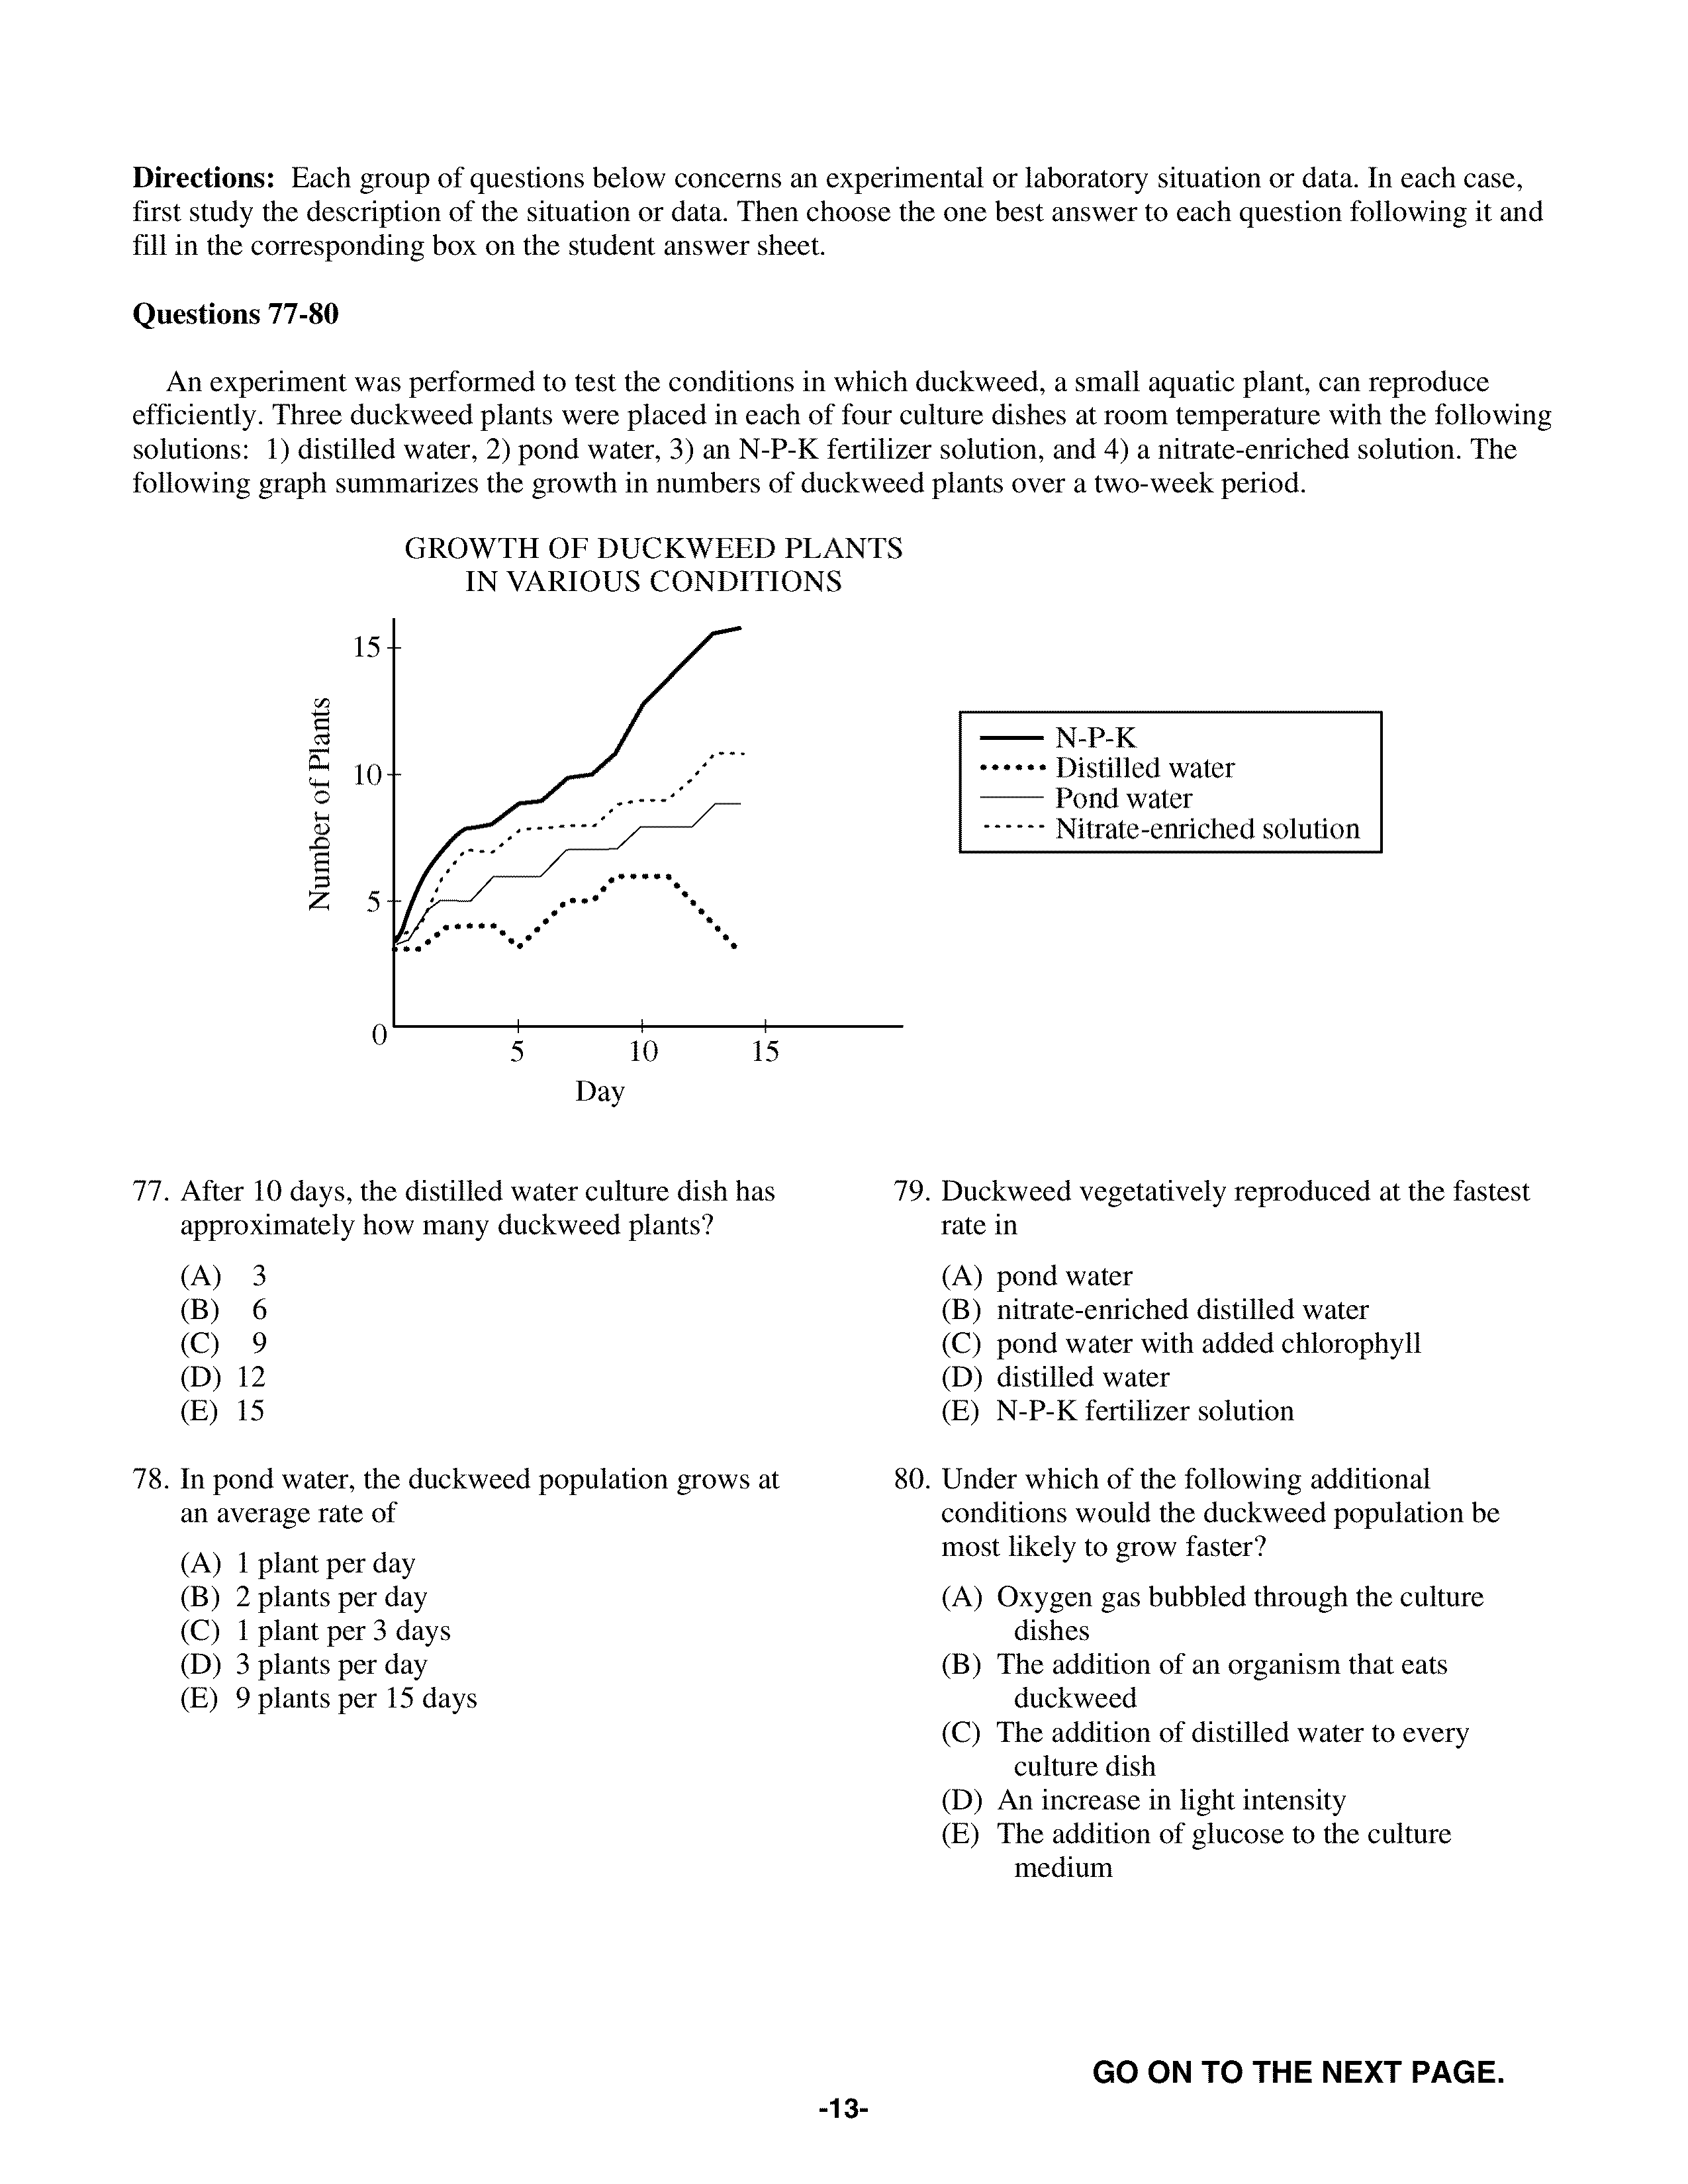 Directions: Each group of questions below concerns an experimental or laboratory situation or data. In each case,
first study the description of the situation or data. Then choose the one best answer to each question following it and
fill in the corresponding box on the student answer sheet.
Questions 77-80
An experiment was performed to test the conditions in which duckweed, a small aquatic plant, can reproduce
efficiently. Three duckweed plants were placed in each of four culture dishes at room temperature with the following
solutions: 1) distilled water, 2) pond water, 3) an N-P-K fertilizer solution, and 4) a nitrate-enriched solution. The
following graph summarizes the growth in numbers of duckweed plants over a two-week period.
GROWTH OF DUCKWEED PLANTS
IN VARIOUS CONDITIONS
Number of Plants
15
10
5
0
5
10
15
Day
N-P-K
Distilled water
Pond water
Nitrate-enriched solution
77. After 10 days, the distilled water culture dish has
approximately how many duckweed plants?
(A) 3
(B) 6
(C) 9
(D) 12
(E) 15
78. In pond water, the duckweed population grows at
an average rate of
(A) 1 plant per day
(B) 2 plants per day
(C) 1 plant per 3 days
(D) 3 plants per day
(E) 9 plants per 15 days
79. Duckweed vegetatively reproduced at the fastest
rate in
(A) pond water
(B) nitrate-enriched distilled water
(C) pond water with added chlorophyll
(D) distilled water
(E) N-P-K fertilizer solution
80. Under which of the following additional
conditions would the duckweed population be
most likely to grow faster?
(A) Oxygen gas bubbled through the culture
dishes
(B) The addition of an organism that eats
duckweed
(C) The addition of distilled water to every
culture dish
(D) An increase in light intensity
(E) The addition of glucose to the culture
medium
GO ON TO THE NEXT PAGE.
-13-